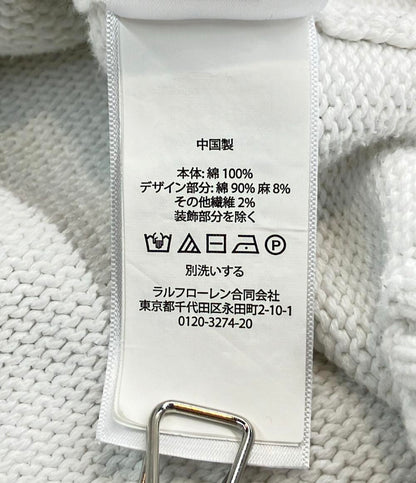 中国製
本体: 綿 100%
デザイン部分: 綿 90% 麻 8%
その他繊維 2%
装飾部分を除く
別洗いする
ラルフローレン合同会社
東京都千代田区永田町2-10-1
0120-3274-20